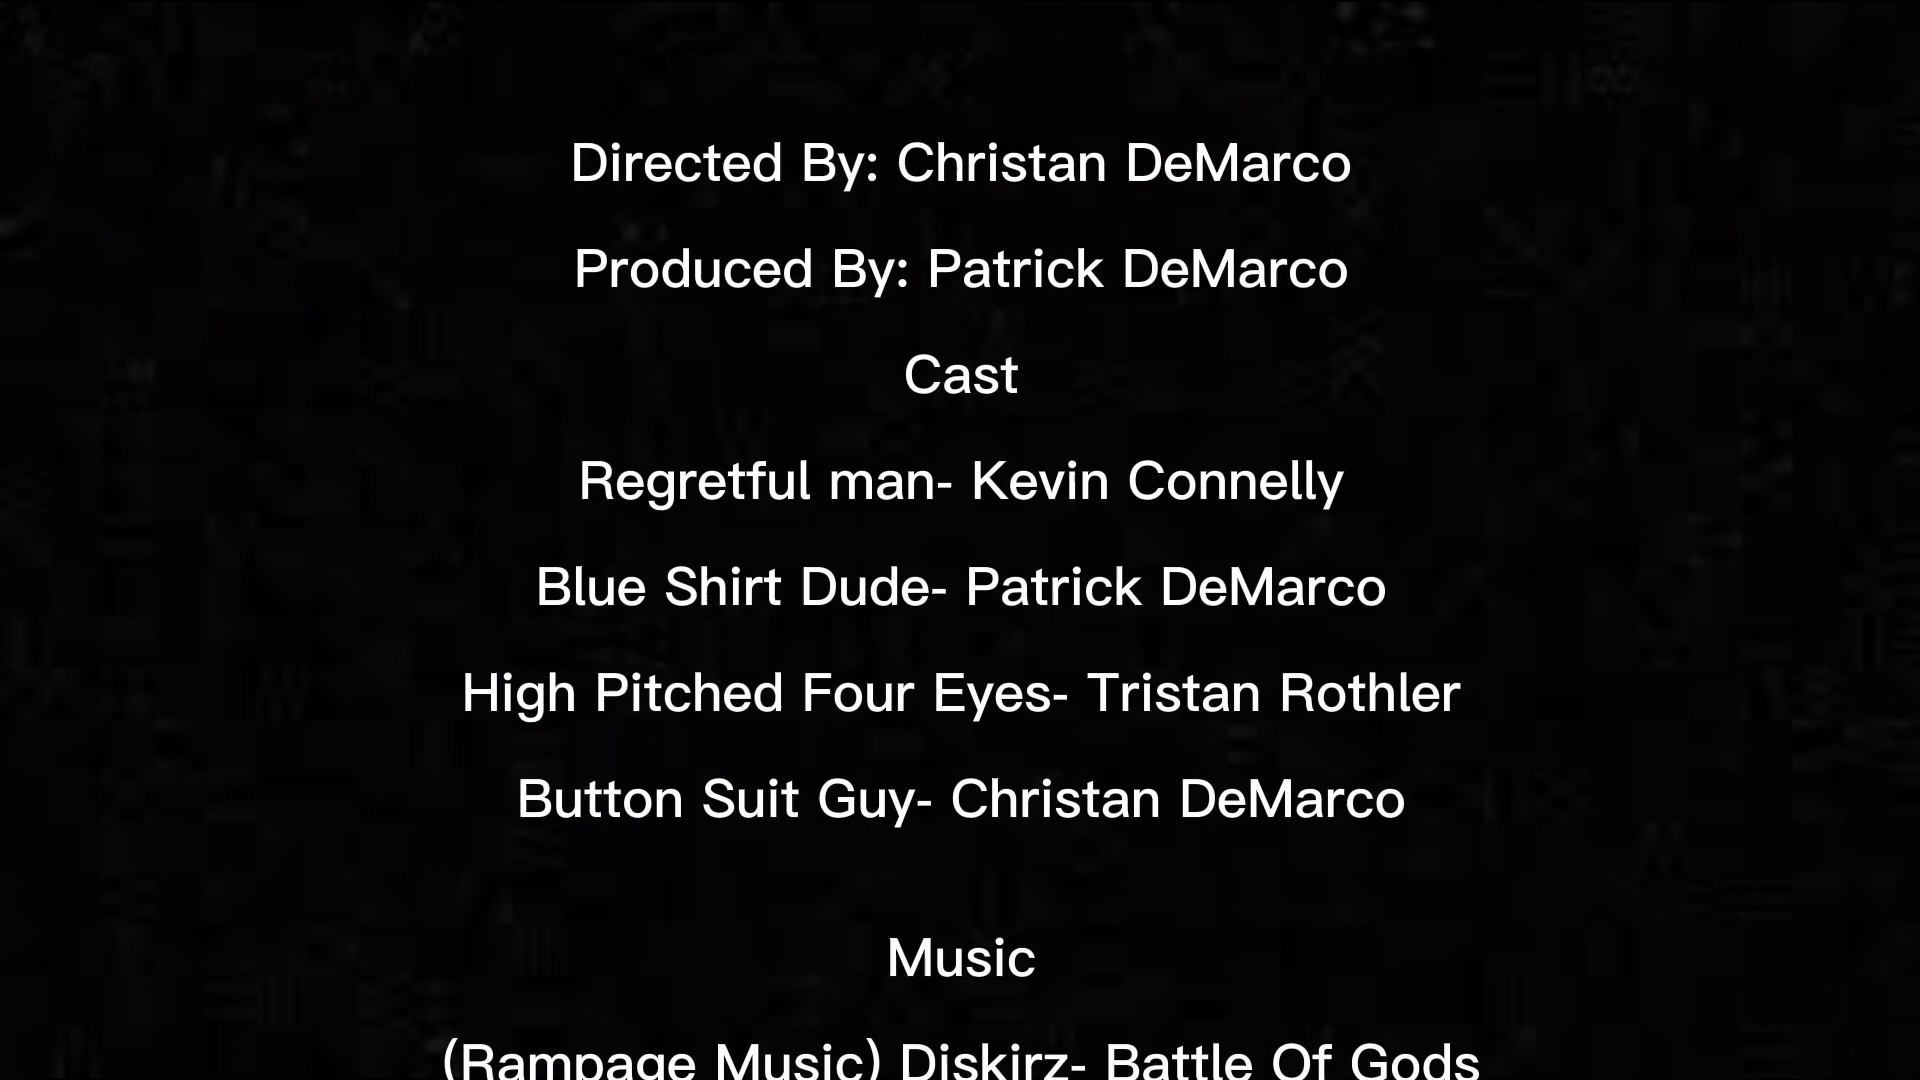 Directed By: Christan DeMarco
Produced By: Patrick DeMarco
Cast
Regretful man- Kevin Connelly
Blue Shirt Dude- Patrick DeMarco
High Pitched Four Eyes- Tristan Rothler
Button Suit Guy- Christan DeMarco
Music
(Rampage Music) Diskirz- Battle Of Gods